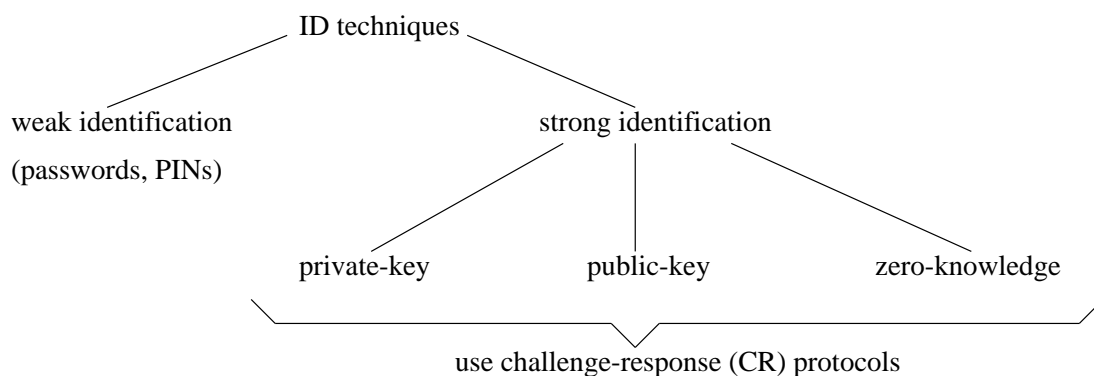 ID techniques
weak identification
(passwords, PINs)
strong identification
private-key
public-key
zero-knowledge
use challenge-response (CR) protocols